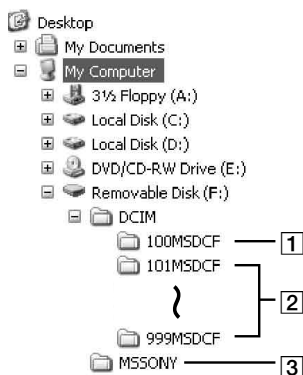 Desktop
My Documents
My Computer
3½ Floppy (A:)
Local Disk (C:)
Local Disk (D:)
DVD/CD-RW Drive (E:)
Removable Disk (F:)
DCIM
100MSDCF 1
101MSDCF
2
999MSDCF
MSSONY 3